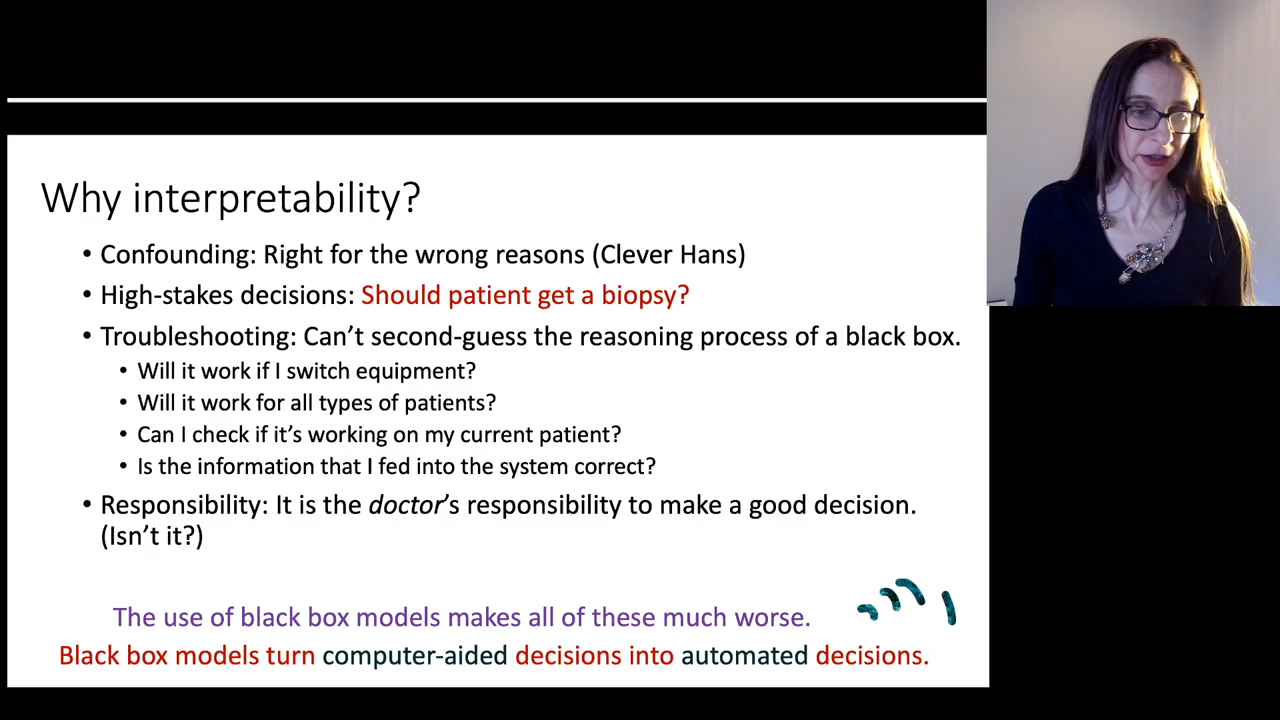 Why interpretability?
• Confounding: Right for the wrong reasons (Clever Hans)
• High-stakes decisions: Should patient get a biopsy?
• Troubleshooting: Can’t second-guess the reasoning process of a black box.
• Will it work if I switch equipment?
• Will it work for all types of patients?
• Can I check if it’s working on my current patient?
• Is the information that I fed into the system correct?
• Responsibility: It is the doctor’s responsibility to make a good decision.
(Isn’t it?)
The use of black box models makes all of these much worse.
Black box models turn computer-aided decisions into automated decisions.